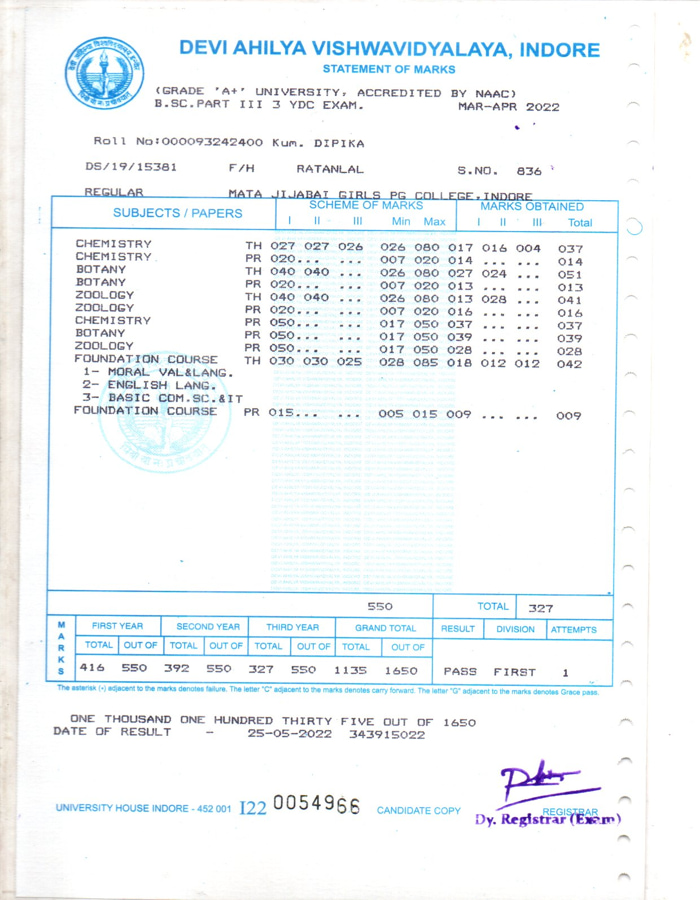 DEVI AHILYA VISHWAVIDYALAYA, INDORE
STATEMENT OF MARKS
(GRADE 'A+' UNIVERSITY, ACCREDITED BY NAAC)
B.SC.PART III 3 YDC EXAM. MAR-APR 2022
Roll No:000093242400 Kum. DIPIKA
DS/19/15381 F/H RATANLAL S.NO. 836
REGULAR MATA JIJABAI GIRLS PG COLLEGE,INDORE
SUBJECTS / PAPERS SCHEME OF MARKS MARKS OBTAINED
I II III Min Max I II III Total
CHEMISTRY TH 027 027 026 026 080 017 016 004 037
CHEMISTRY PR 020... ... 007 020 014 ... ... 014
BOTANY TH 040 040 ... 026 080 027 024 ... 051
BOTANY PR 020... ... 007 020 013 ... ... 013
ZOOLOGY TH 040 040 ... 026 080 013 028 ... 041
ZOOLOGY PR 020... ... 007 020 016 ... ... 016
CHEMISTRY PR 050... ... 017 050 037 ... ... 037
BOTANY PR 050... ... 017 050 039 ... ... 039
ZOOLOGY PR 050... ... 017 050 028 ... ... 028
FOUNDATION COURSE TH 030 030 025 028 085 018 012 012 042
1- MORAL VAL&LANG.
2- ENGLISH LANG.
3- BASIC COM.SC.&IT
FOUNDATION COURSE PR 015... ... 005 015 009 ... ... 009
550 TOTAL 327
MARKS FIRST YEAR SECOND YEAR THIRD YEAR GRAND TOTAL RESULT DIVISION ATTEMPTS
TOTAL OUT OF TOTAL OUT OF TOTAL OUT OF TOTAL OUT OF
416 550 392 550 327 550 1135 1650 PASS FIRST 1
The asterisk (*) adjacent to the marks denotes failure. The letter "C" adjacent to the marks denotes carry forward. The letter "G" adjacent to the marks denotes Grace pass.
ONE THOUSAND ONE HUNDRED THIRTY FIVE OUT OF 1650
DATE OF RESULT - 25-05-2022 343915022
UNIVERSITY HOUSE INDORE - 452 001 I22 0054966 CANDIDATE COPY REGISTRAR
Dy. Registrar (Exam)